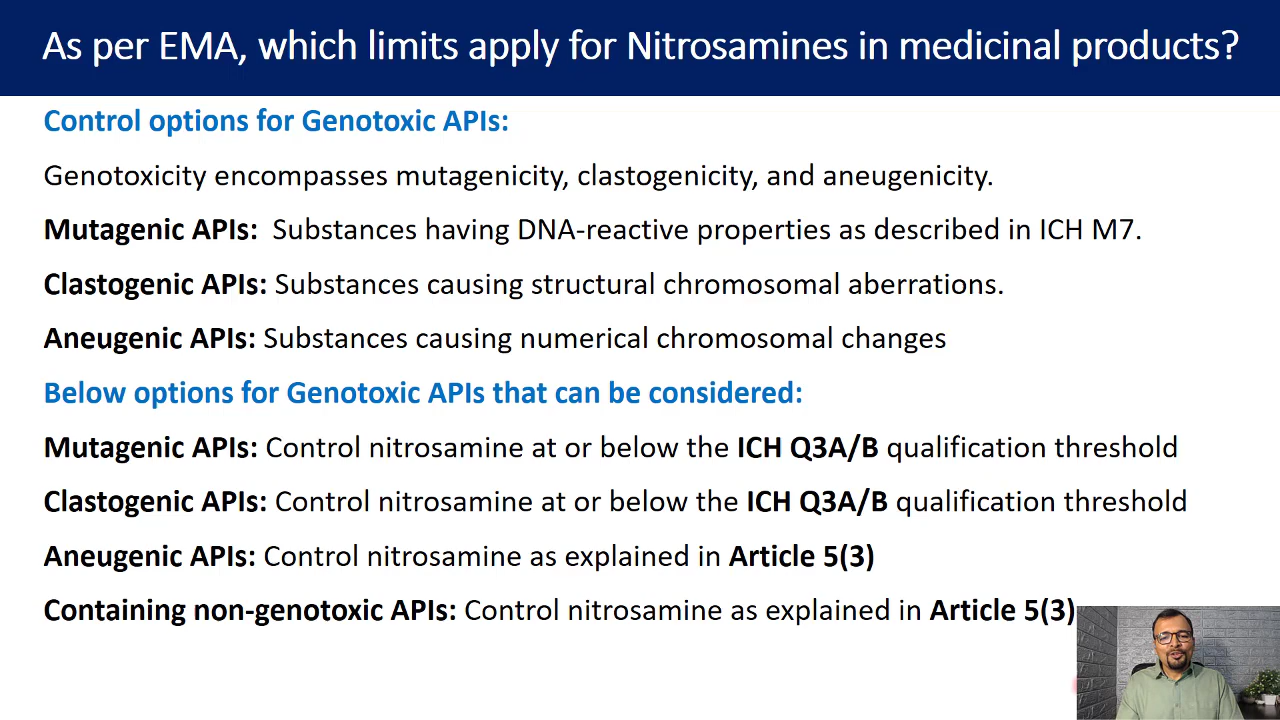 As per EMA, which limits apply for Nitrosamines in medicinal products?
Control options for Genotoxic APIs:
Genotoxicity encompasses mutagenicity, clastogenicity, and aneugenicity.
Mutagenic APIs: Substances having DNA-reactive properties as described in ICH M7.
Clastogenic APIs: Substances causing structural chromosomal aberrations.
Aneugenic APIs: Substances causing numerical chromosomal changes
Below options for Genotoxic APIs that can be considered:
Mutagenic APIs: Control nitrosamine at or below the ICH Q3A/B qualification threshold
Clastogenic APIs: Control nitrosamine at or below the ICH Q3A/B qualification threshold
Aneugenic APIs: Control nitrosamine as explained in Article 5(3)
Containing non-genotoxic APIs: Control nitrosamine as explained in Article 5(3)